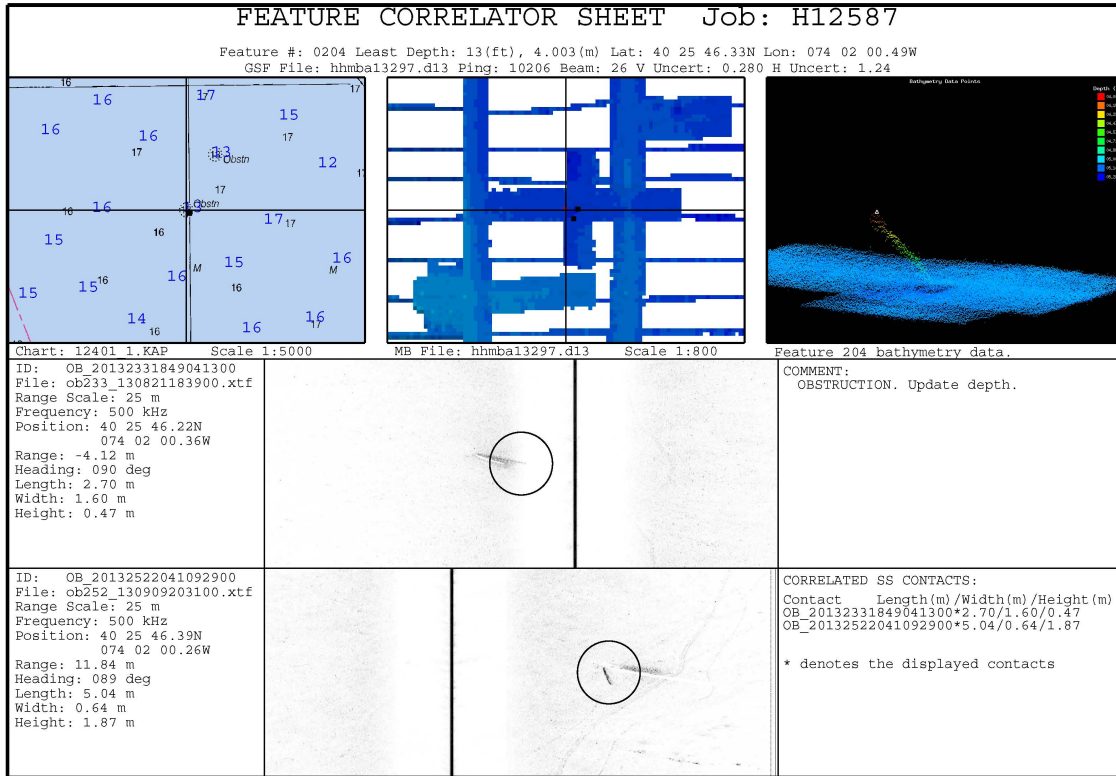 FEATURE CORRELATOR SHEET Job: H12587
Feature #: 0204 Least Depth: 13(ft), 4.003(m) Lat: 40 25 46.33N Lon: 074 02 00.49W
GSF File: hhmba13297.d13 Ping: 10206 Beam: 26 V Uncert: 0.280 H Uncert: 1.24
16
16 17 17
15
16 16
17
17
13
Obstn
12
17
17
16 16 13 Obstn
17 17
15 16
15 16
M M
15 15 16 16
16
14 16 16 16 17
Chart: 12401_1.KAP Scale 1:5000
MB File: hhmba13297.d13 Scale 1:800
Bathymetry Data Points
Feature 204 bathymetry data.
ID: OB_20132331849041300
File: ob233_130821183900.xtf
Range Scale: 25 m
Frequency: 500 kHz
Position: 40 25 46.22N
074 02 00.36W
Range: -4.12 m
Heading: 090 deg
Length: 2.70 m
Width: 1.60 m
Height: 0.47 m
COMMENT:
OBSTRUCTION. Update depth.
ID: OB_20132522041092900
File: ob252_130909203100.xtf
Range Scale: 25 m
Frequency: 500 kHz
Position: 40 25 46.39N
074 02 00.26W
Range: 11.84 m
Heading: 089 deg
Length: 5.04 m
Width: 0.64 m
Height: 1.87 m
CORRELATED SS CONTACTS:
Contact Length(m)/Width(m)/Height(m)
OB_20132331849041300*2.70/1.60/0.47
OB_20132522041092900*5.04/0.64/1.87
* denotes the displayed contacts